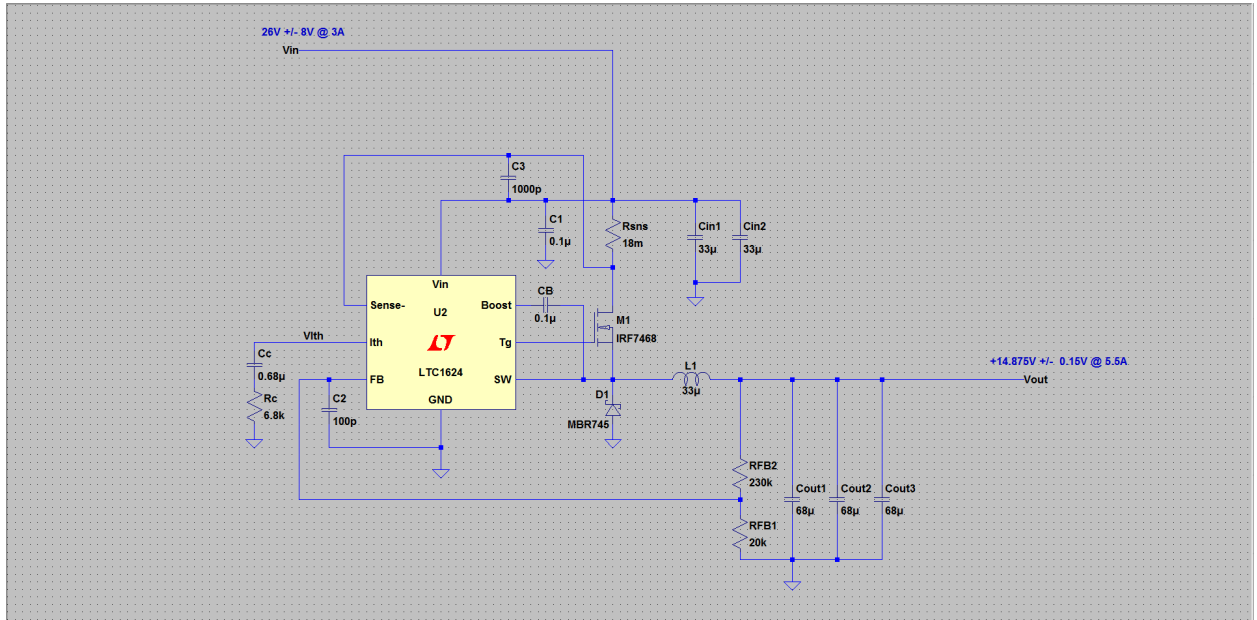 26V +/- 8V @ 3A
Vin
C3
1000p
C1
0.1µ
Rsns
18m
Cin1
33µ
Cin2
33µ
Vin
Sense-
U2
Boost
CB
0.1µ
M1
IRF7468
VIth
Ith
Tg
Cc
0.68µ
LTC1624
FB
SW
GND
Rc
6.8k
C2
100p
D1
MBR745
L1
33µ
+14.875V +/- 0.15V @ 5.5A
Vout
RFB2
230k
Cout1
68µ
Cout2
68µ
Cout3
68µ
RFB1
20k